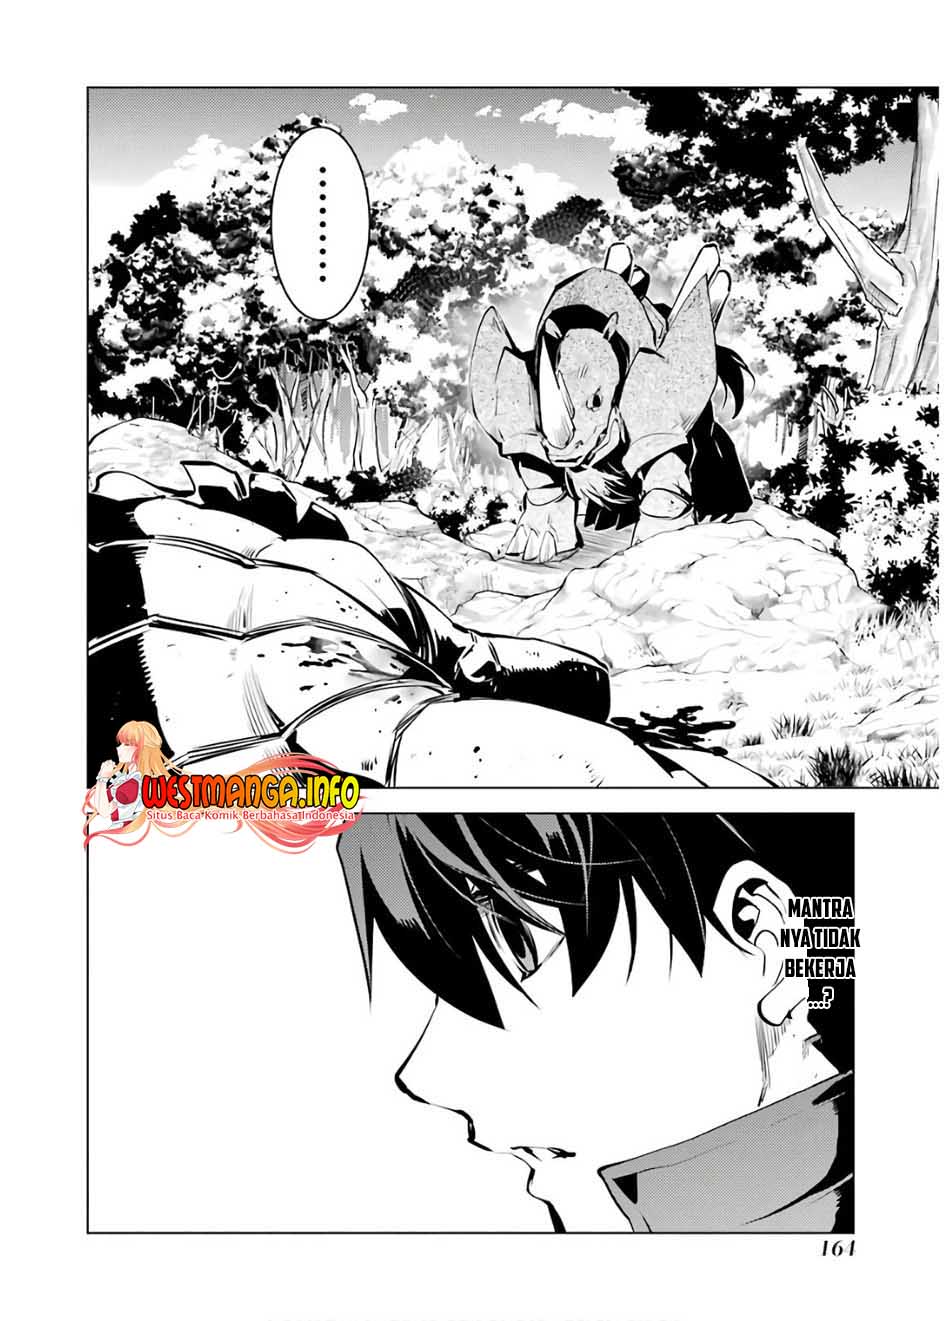 .........
WESTMANGA.INFO
Situs Baca Komik Berbahasa Indonesia
MANTRA
NYA TIDAK
BEKERJA
....?
164